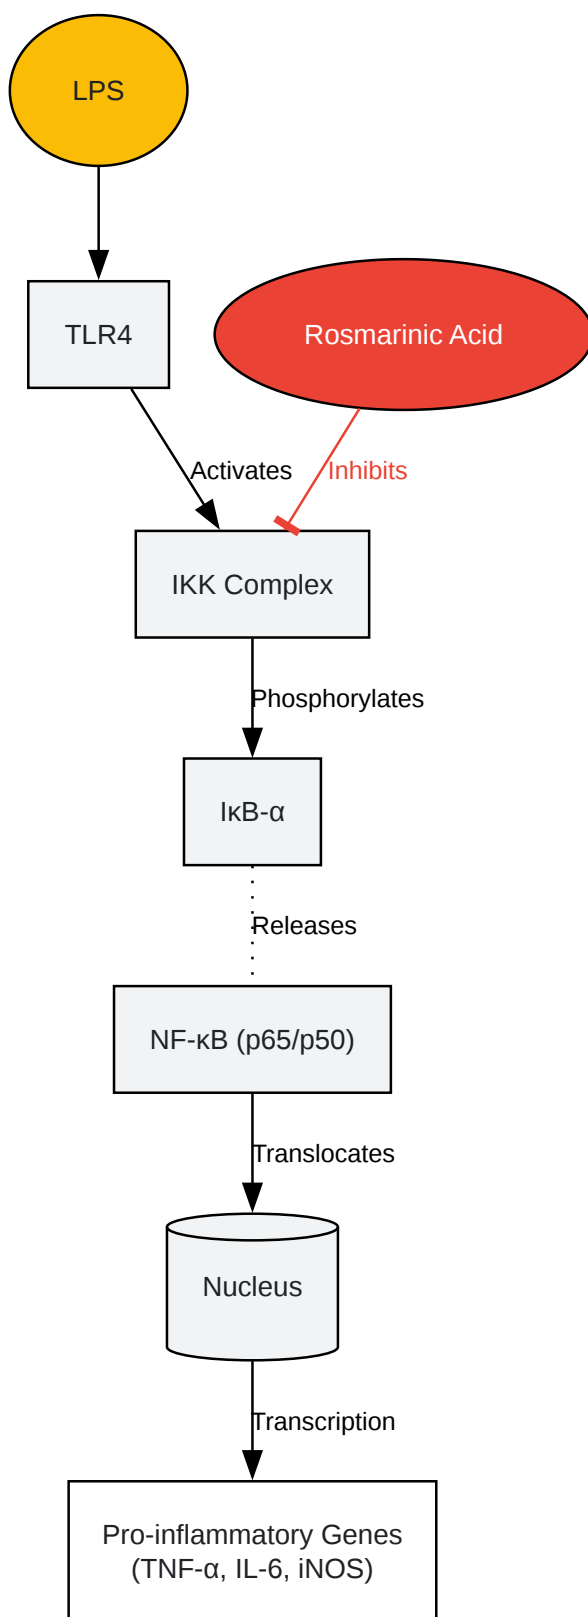 LPS
TLR4
Rosmarinic Acid
Activates
Inhibits
IKK Complex
Phosphorylates
IκB-α
Releases
NF-κB (p65/p50)
Translocates
Nucleus
Transcription
Pro-inflammatory Genes
(TNF-α, IL-6, iNOS)